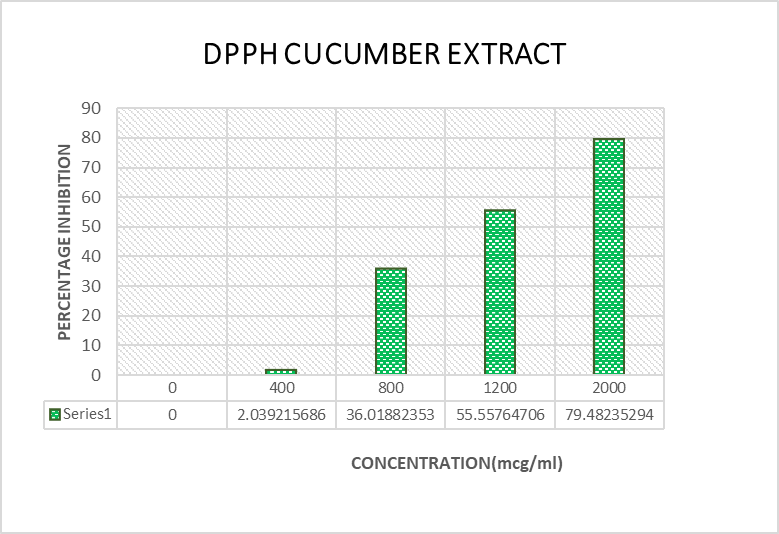 DPPH CUCUMBER EXTRACT
PERCENTAGE INHIBITION
90
80
70
60
50
40
30
20
10
0
0 400 800 1200 2000
Series1 0 2.039215686 36.01882353 55.55764706 79.48235294
CONCENTRATION(mcg/ml)